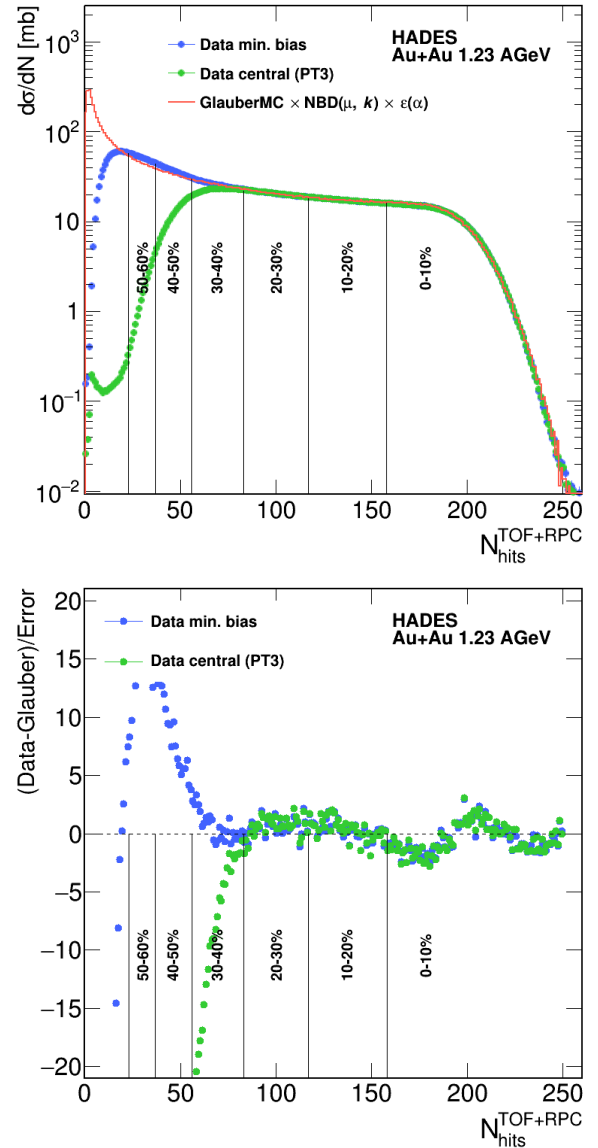 dσ/dN [mb]
Data min. bias
Data central (PT3)
GlauberMC × NBD(μ, k) × ε(α)
HADES
Au+Au 1.23 AGeV
10³
10²
10
1
10⁻¹
10⁻²
50-60%
40-50%
30-40%
20-30%
10-20%
0-10%
0 50 100 150 200 250
N_hits^TOF+RPC
(Data-Glauber)/Error
Data min. bias
Data central (PT3)
HADES
Au+Au 1.23 AGeV
20
15
10
5
0
−5
−10
−15
−20
50-60%
40-50%
30-40%
20-30%
10-20%
0-10%
0 50 100 150 200 250
N_hits^TOF+RPC